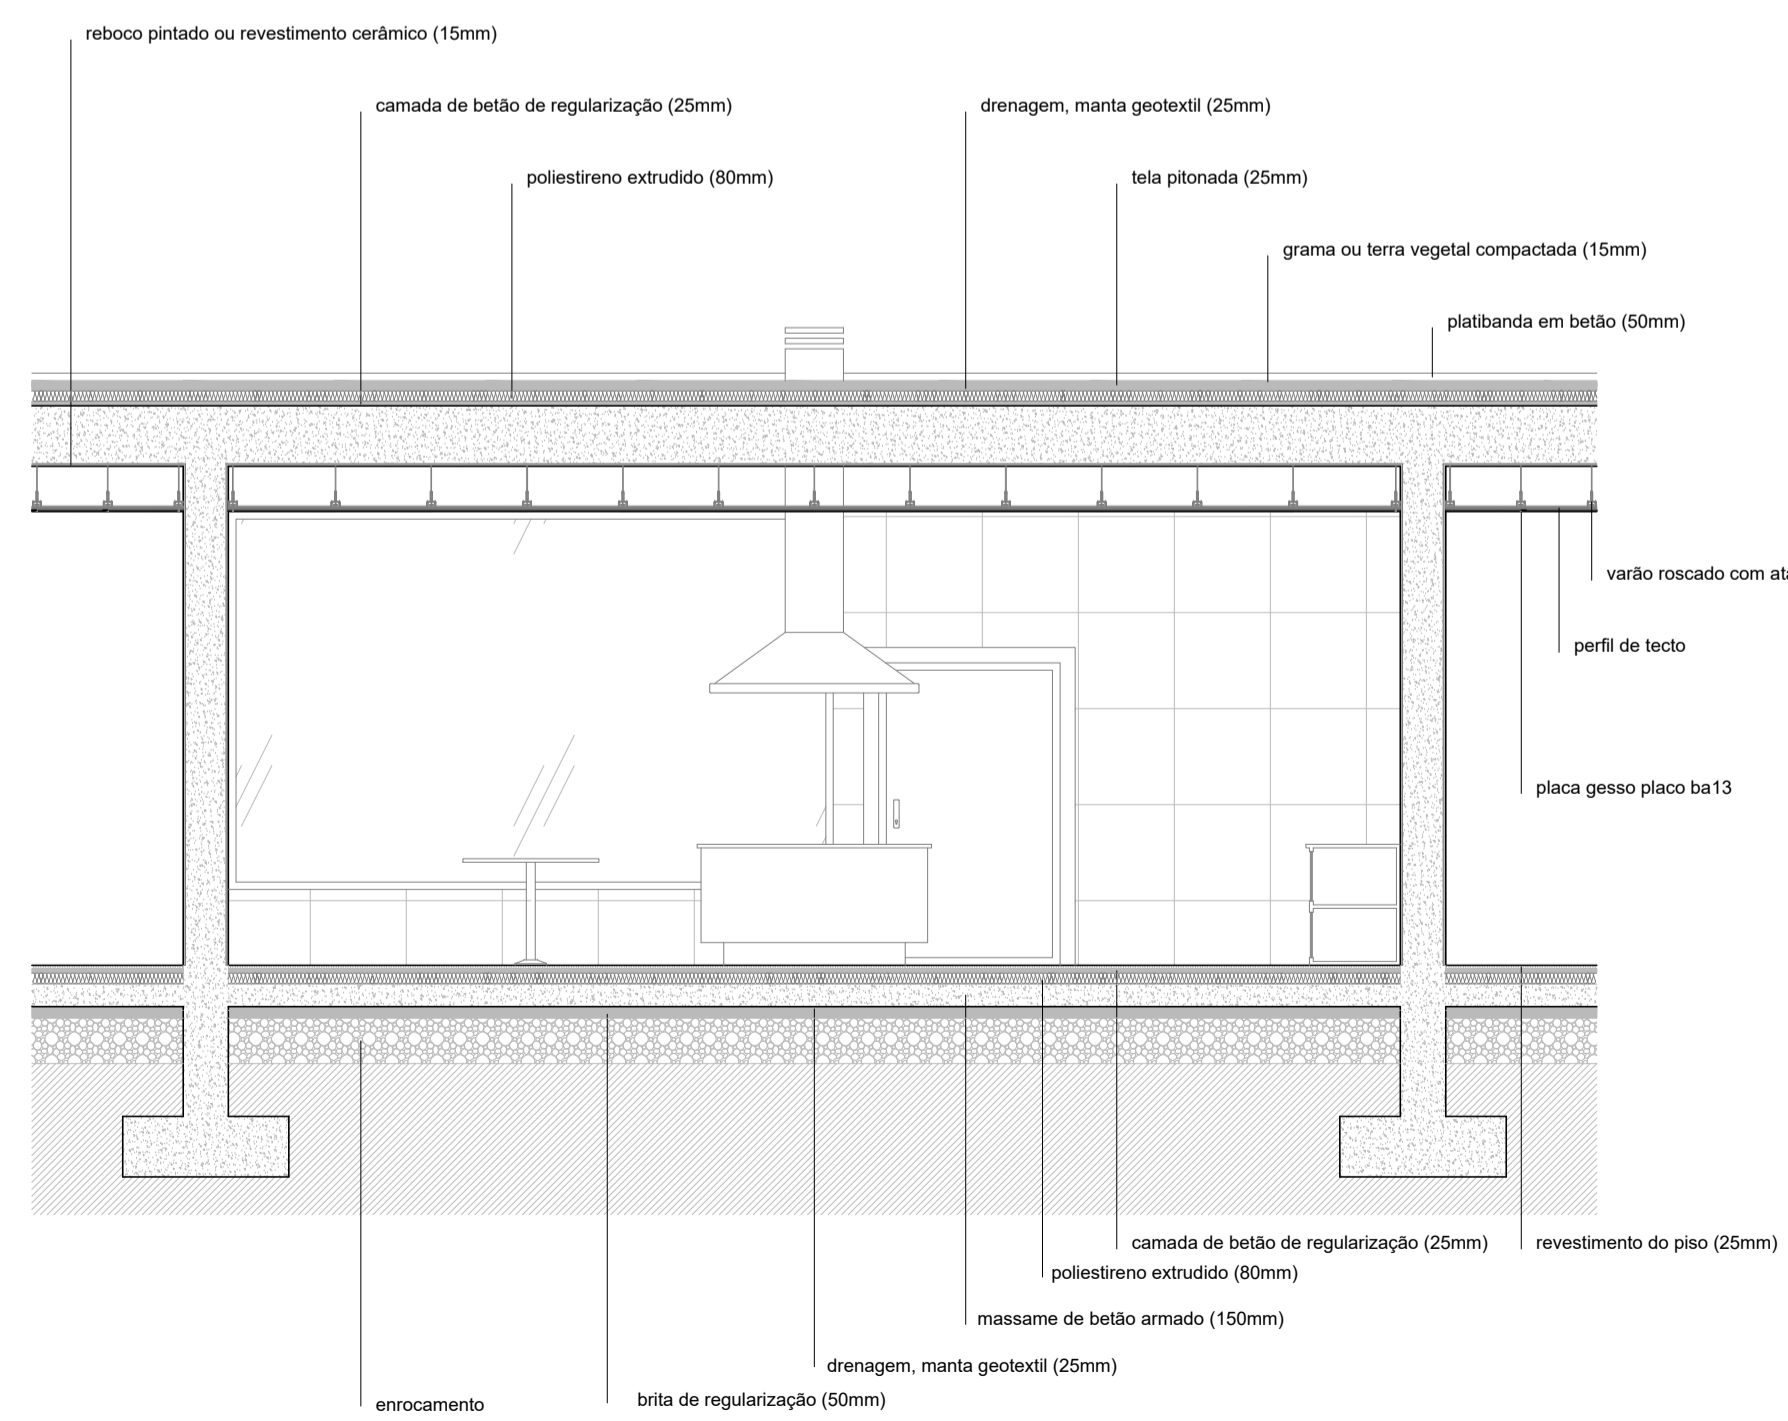 reboco pintado ou revestimento cerâmico (15mm)
camada de betão de regularização (25mm)
drenagem, manta geotextil (25mm)
poliestireno extrudido (80mm)
tela pitonada (25mm)
grama ou terra vegetal compactada (15mm)
platibanda em betão (50mm)
varão roscado com
perfil de tecto
placa gesso placo ba13
camada de betão de regularização (25mm)
revestimento do piso (25mm)
poliestireno extrudido (80mm)
massame de betão armado (150mm)
drenagem, manta geotextil (25mm)
brita de regularização (50mm)
enrocamento